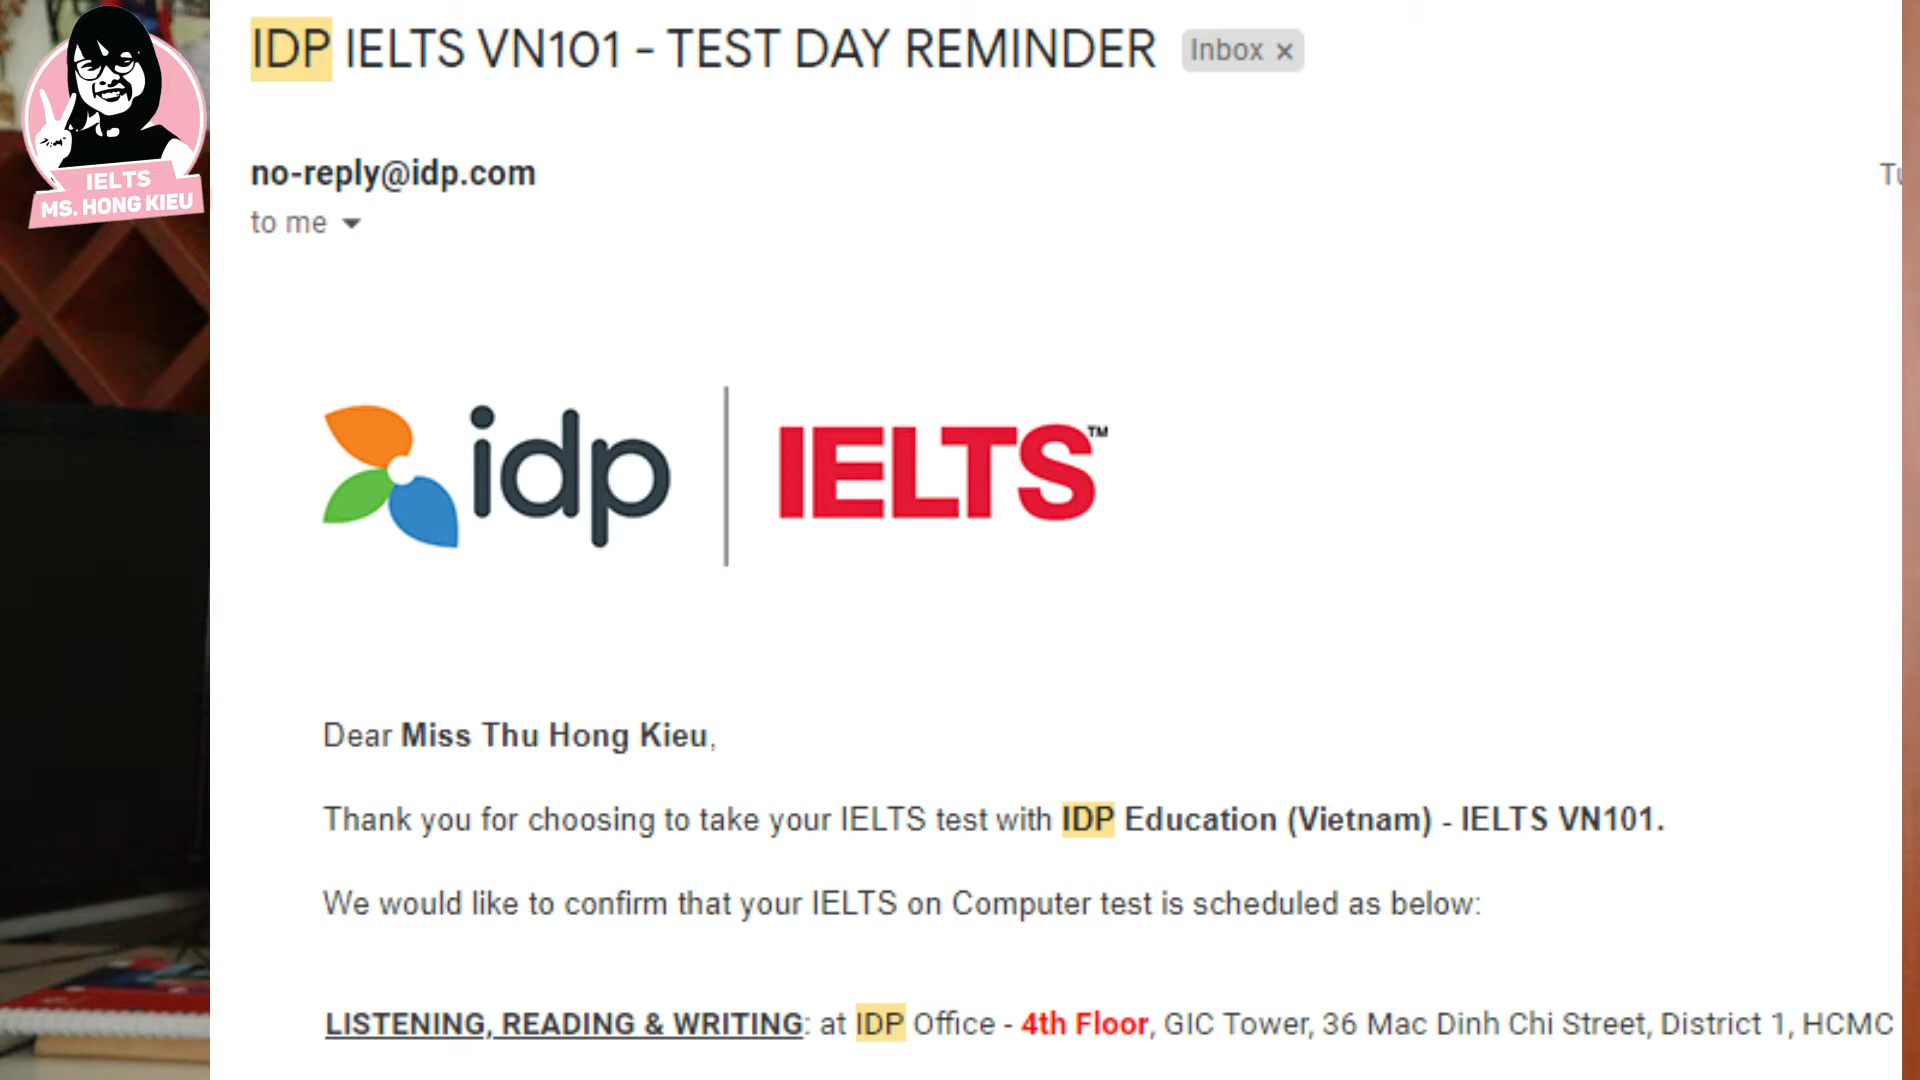 IDP IELTS VN101 - TEST DAY REMINDER Inbox ×
IELTS
MS. HONG KIEU
no-reply@idp.com
to me
idp IELTS™
Dear Miss Thu Hong Kieu,
Thank you for choosing to take your IELTS test with IDP Education (Vietnam) - IELTS VN101.
We would like to confirm that your IELTS on Computer test is scheduled as below:
LISTENING, READING & WRITING: at IDP Office - 4th Floor, GIC Tower, 36 Mac Dinh Chi Street, District 1, HCMC